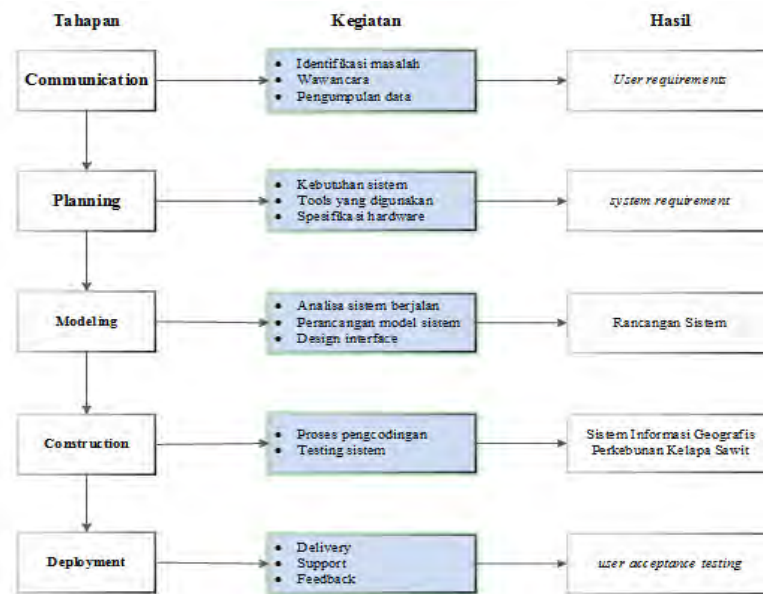 Tahapan
Kegiatan
Hasil
Communication
Identifikasi masalah
Wawancara
Pengumpulan data
User requirements
Planning
Kebutuhan sistem
Tools yang digunakan
Spesifikasi hardware
system requirement
Modeling
Analisa sistem berjalan
Perancangan model sistem
Design interface
Rancangan Sistem
Construction
Proses pengcodingan
Testing sistem
Sistem Informasi Geografis
Perkebunan Kelapa Sawit
Deployment
Delivery
Support
Feedback
user acceptance testing